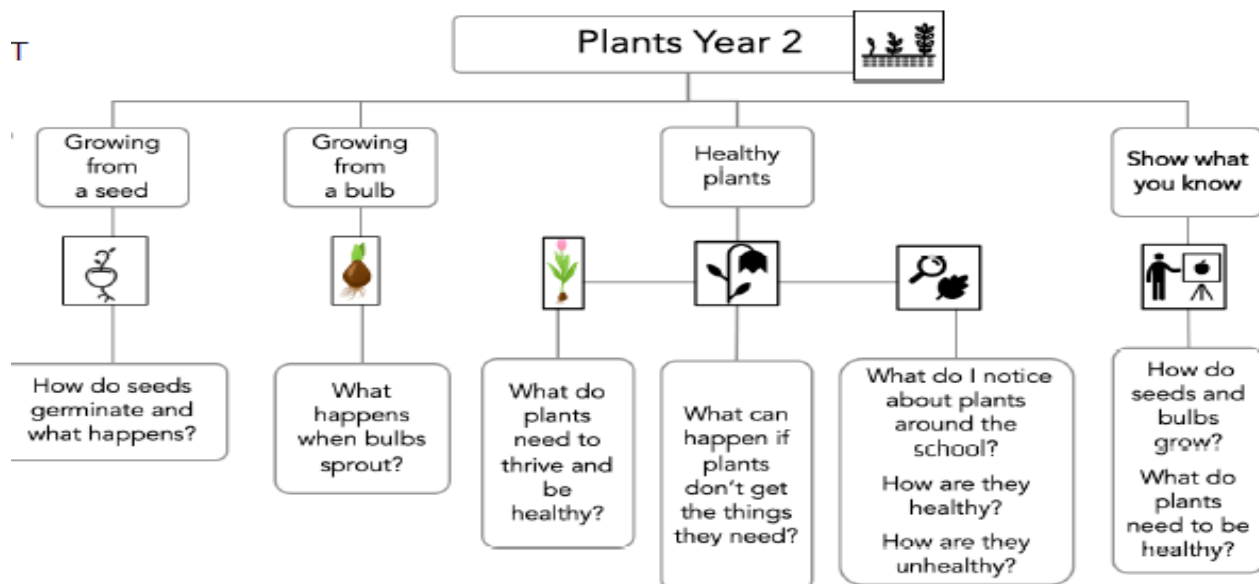 T
Plants Year 2
Growing
from
a seed
Growing
from
a bulb
Healthy
plants
Show what
you know
How do seeds
germinate and
what happens?
What
happens
when bulbs
sprout?
What do
plants
need to
thrive and
be
healthy?
What can
happen if
plants
don't get
the things
they need?
What do I notice
about plants
around the
school?
How are they
healthy?
How are they
unhealthy?
How do
seeds and
bulbs
grow?
What do
plants
need to be
healthy?